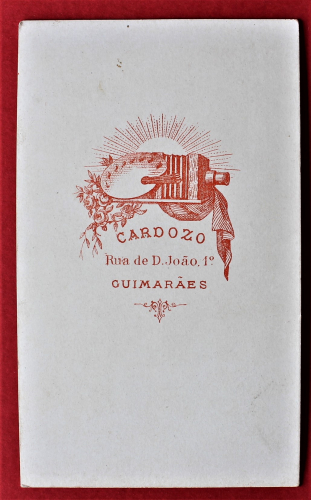 CARDOZO
Rua de D. João, 1º
GUIMARÃES